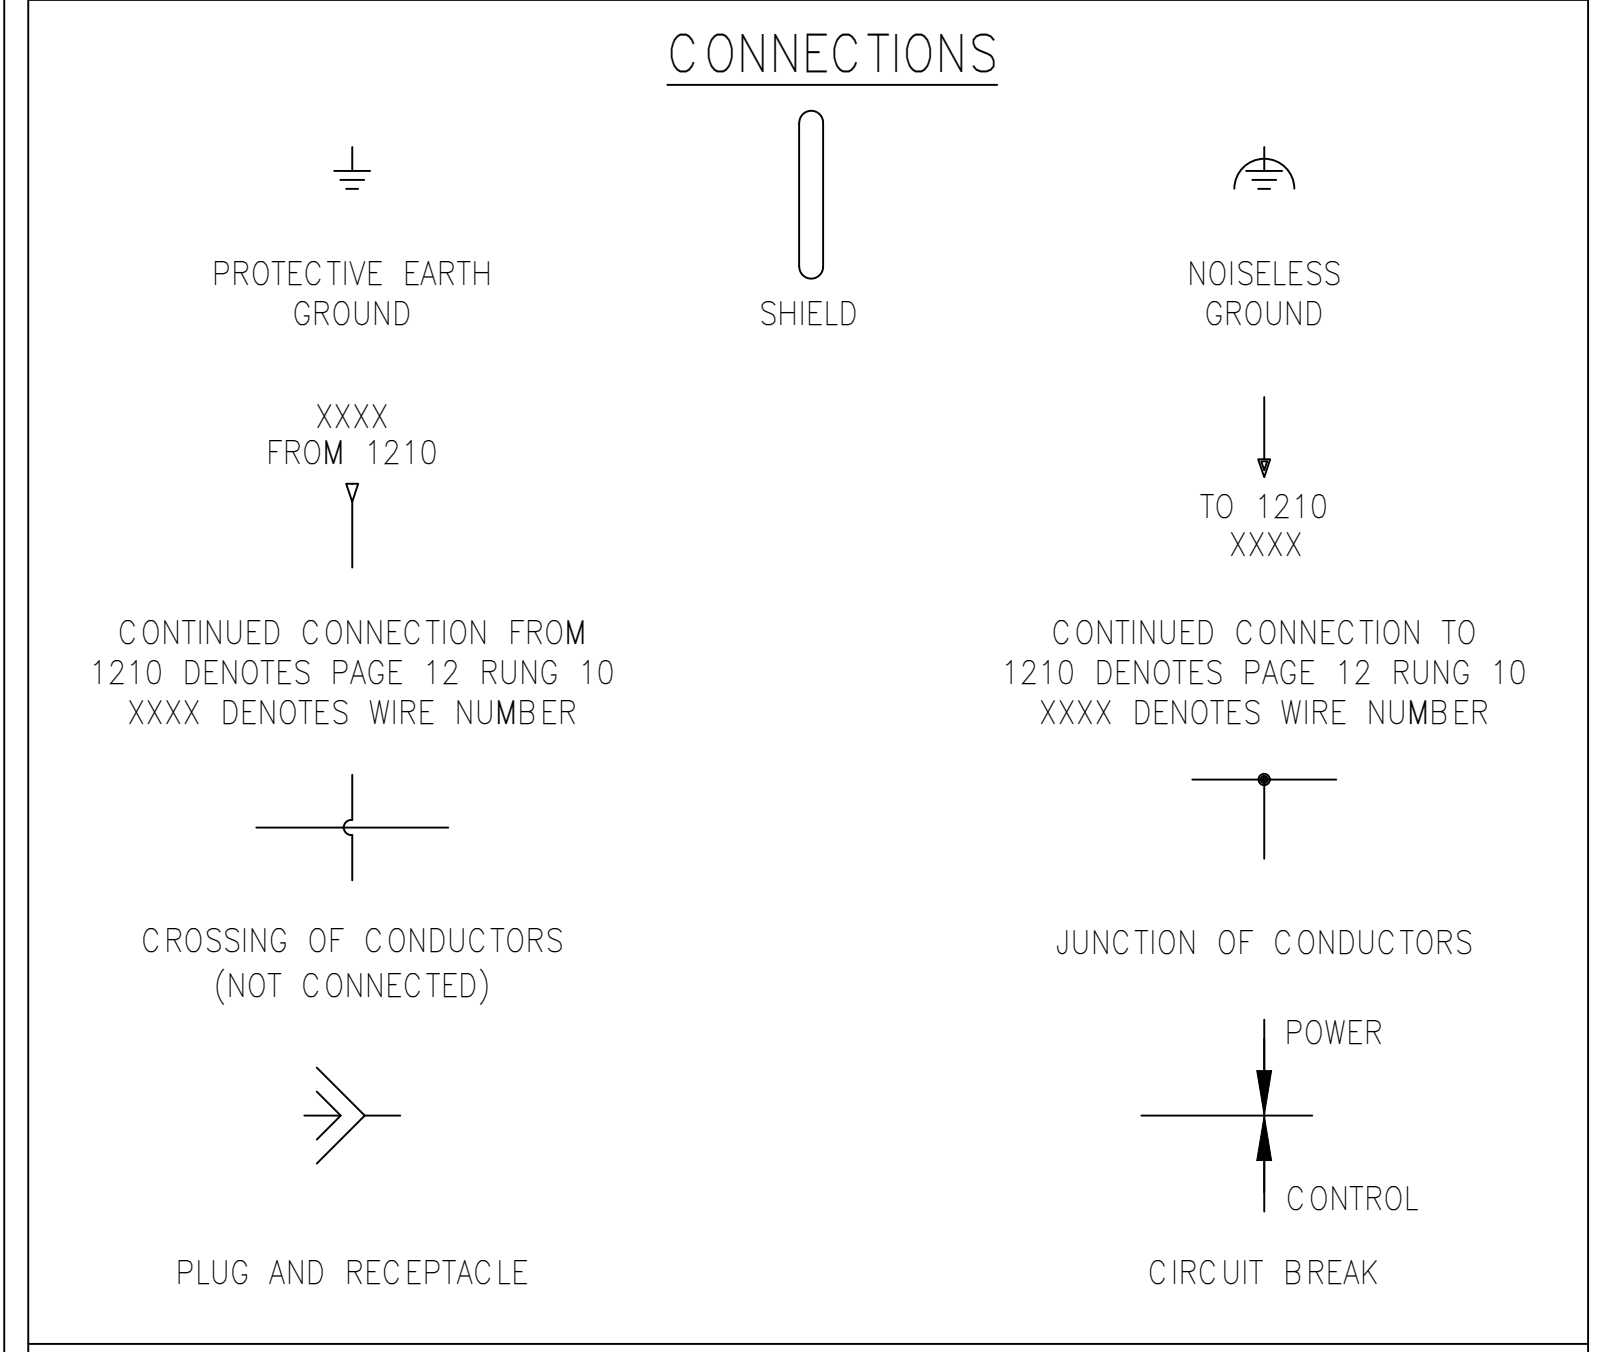 CONNECTIONS
PROTECTIVE EARTH
GROUND
SHIELD
NOISELESS
GROUND
XXXX
FROM 1210
TO 1210
XXXX
CONTINUED CONNECTION FROM
1210 DENOTES PAGE 12 RUNG 10
XXXX DENOTES WIRE NUMBER
CONTINUED CONNECTION TO
1210 DENOTES PAGE 12 RUNG 10
XXXX DENOTES WIRE NUMBER
CROSSING OF CONDUCTORS
(NOT CONNECTED)
JUNCTION OF CONDUCTORS
POWER
CONTROL
PLUG AND RECEPTACLE
CIRCUIT BREAK